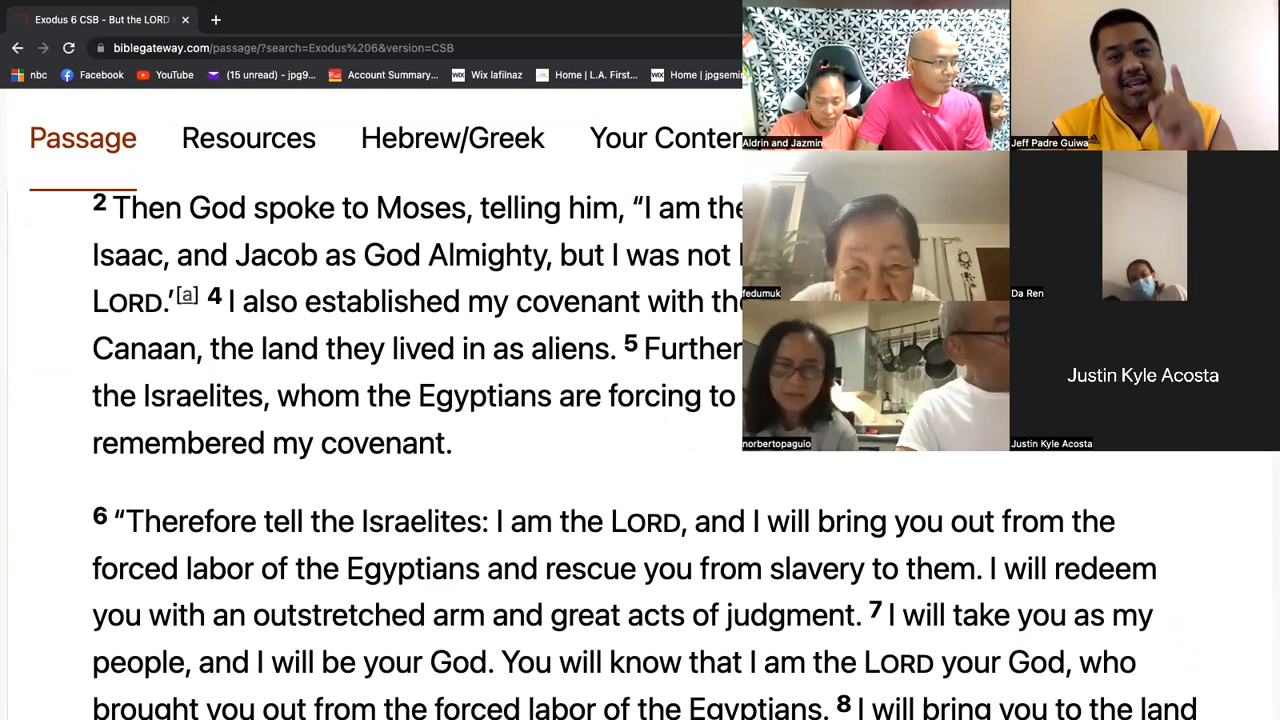 Exodus 6 CSB - But the LORD
biblegateway.com/passage/?search=Exodus%206&version=CSB
nbc Facebook YouTube (15 unread) - jpg9... Account Summary... Wix lafilnaz Home | L.A. First... Home | jpgsemi
Passage Resources Hebrew/Greek Your Conten
2 Then God spoke to Moses, telling him, “I am the
Isaac, and Jacob as God Almighty, but I was not
LORD.’[a] 4 I also established my covenant with the
Canaan, the land they lived in as aliens. 5 Further
the Israelites, whom the Egyptians are forcing to
remembered my covenant.
6 “Therefore tell the Israelites: I am the LORD, and I will bring you out from the
forced labor of the Egyptians and rescue you from slavery to them. I will redeem
you with an outstretched arm and great acts of judgment. 7 I will take you as my
people, and I will be your God. You will know that I am the LORD your God, who
brought you out from the forced labor of the Egyptians. 8 I will bring you to the land
Aldrin and Jazmin
Jeff Padre Guiwa
fedumuk
Da Ren
norbertopaguio
Justin Kyle Acosta
Justin Kyle Acosta